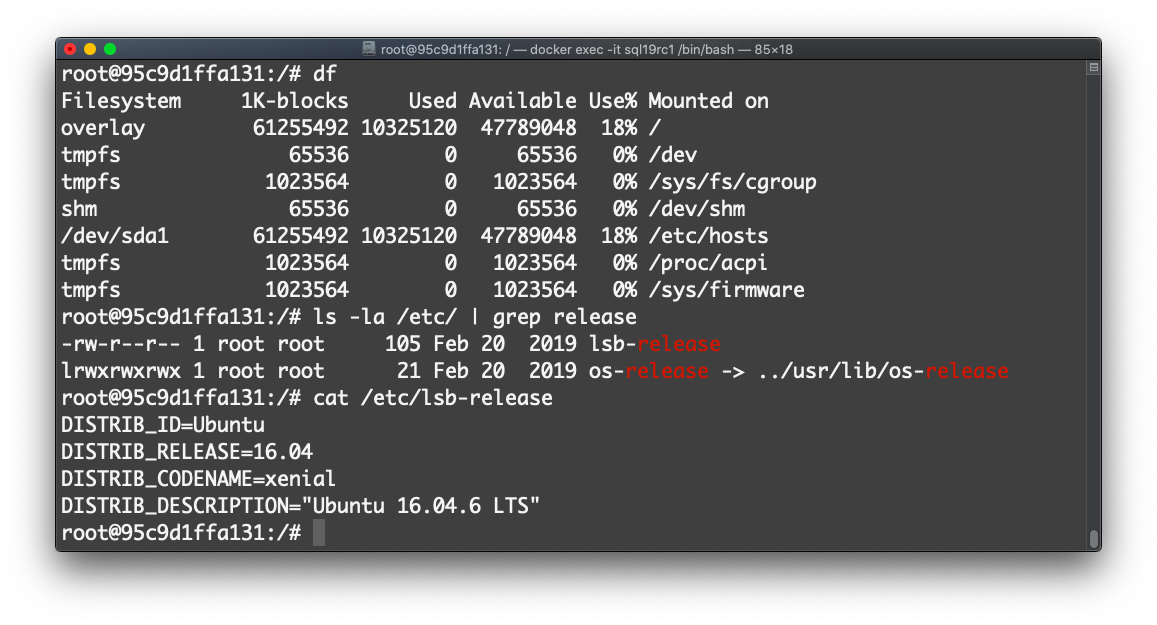 root@95c9d1ffa131: / — docker exec -it sql19rc1 /bin/bash — 85×18
root@95c9d1ffa131:/# df
Filesystem     1K-blocks     Used Available Use% Mounted on
overlay         61255492 10325120  47789048  18% /
tmpfs              65536        0     65536   0% /dev
tmpfs            1023564        0   1023564   0% /sys/fs/cgroup
shm                65536        0     65536   0% /dev/shm
/dev/sda1       61255492 10325120  47789048  18% /etc/hosts
tmpfs            1023564        0   1023564   0% /proc/acpi
tmpfs            1023564        0   1023564   0% /sys/firmware
root@95c9d1ffa131:/# ls -la /etc/ | grep release
-rw-r--r-- 1 root root     105 Feb 20  2019 lsb-release
lrwxrwxrwx 1 root root      21 Feb 20  2019 os-release -> ../usr/lib/os-release
root@95c9d1ffa131:/# cat /etc/lsb-release
DISTRIB_ID=Ubuntu
DISTRIB_RELEASE=16.04
DISTRIB_CODENAME=xenial
DISTRIB_DESCRIPTION="Ubuntu 16.04.6 LTS"
root@95c9d1ffa131:/#